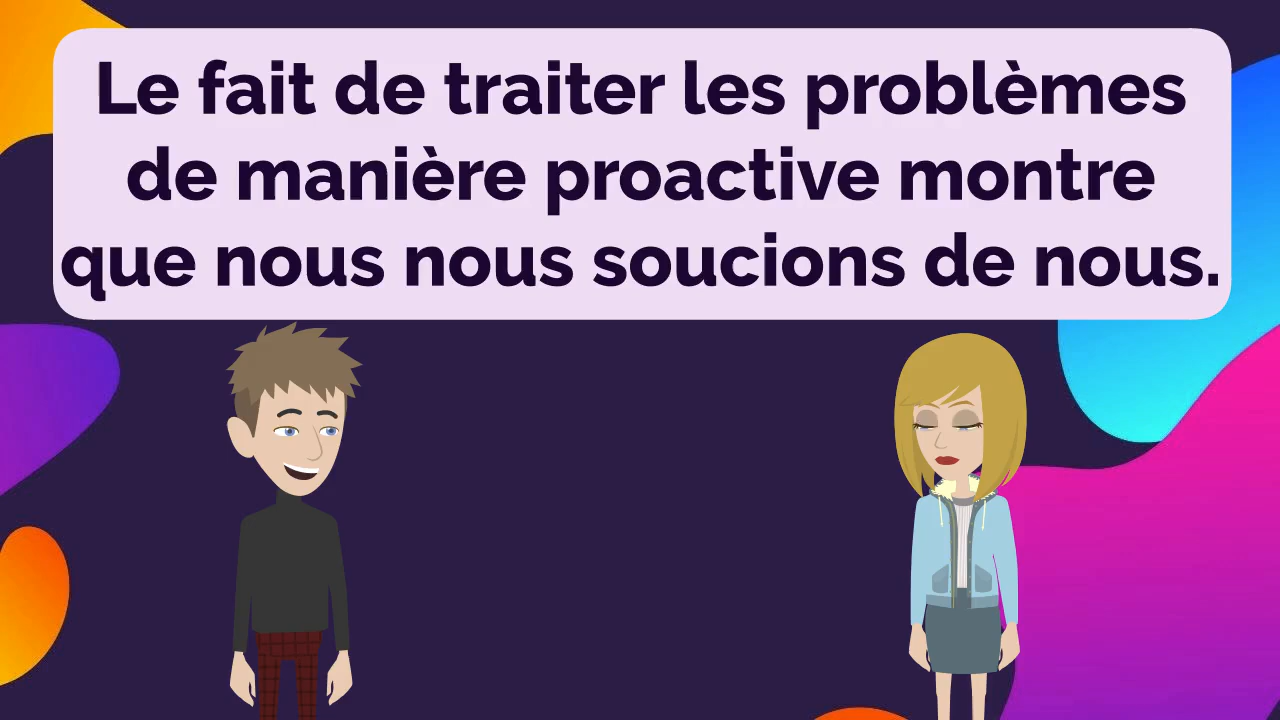 Le fait de traiter les problèmes
de manière proactive montre
que nous nous soucions de nous.